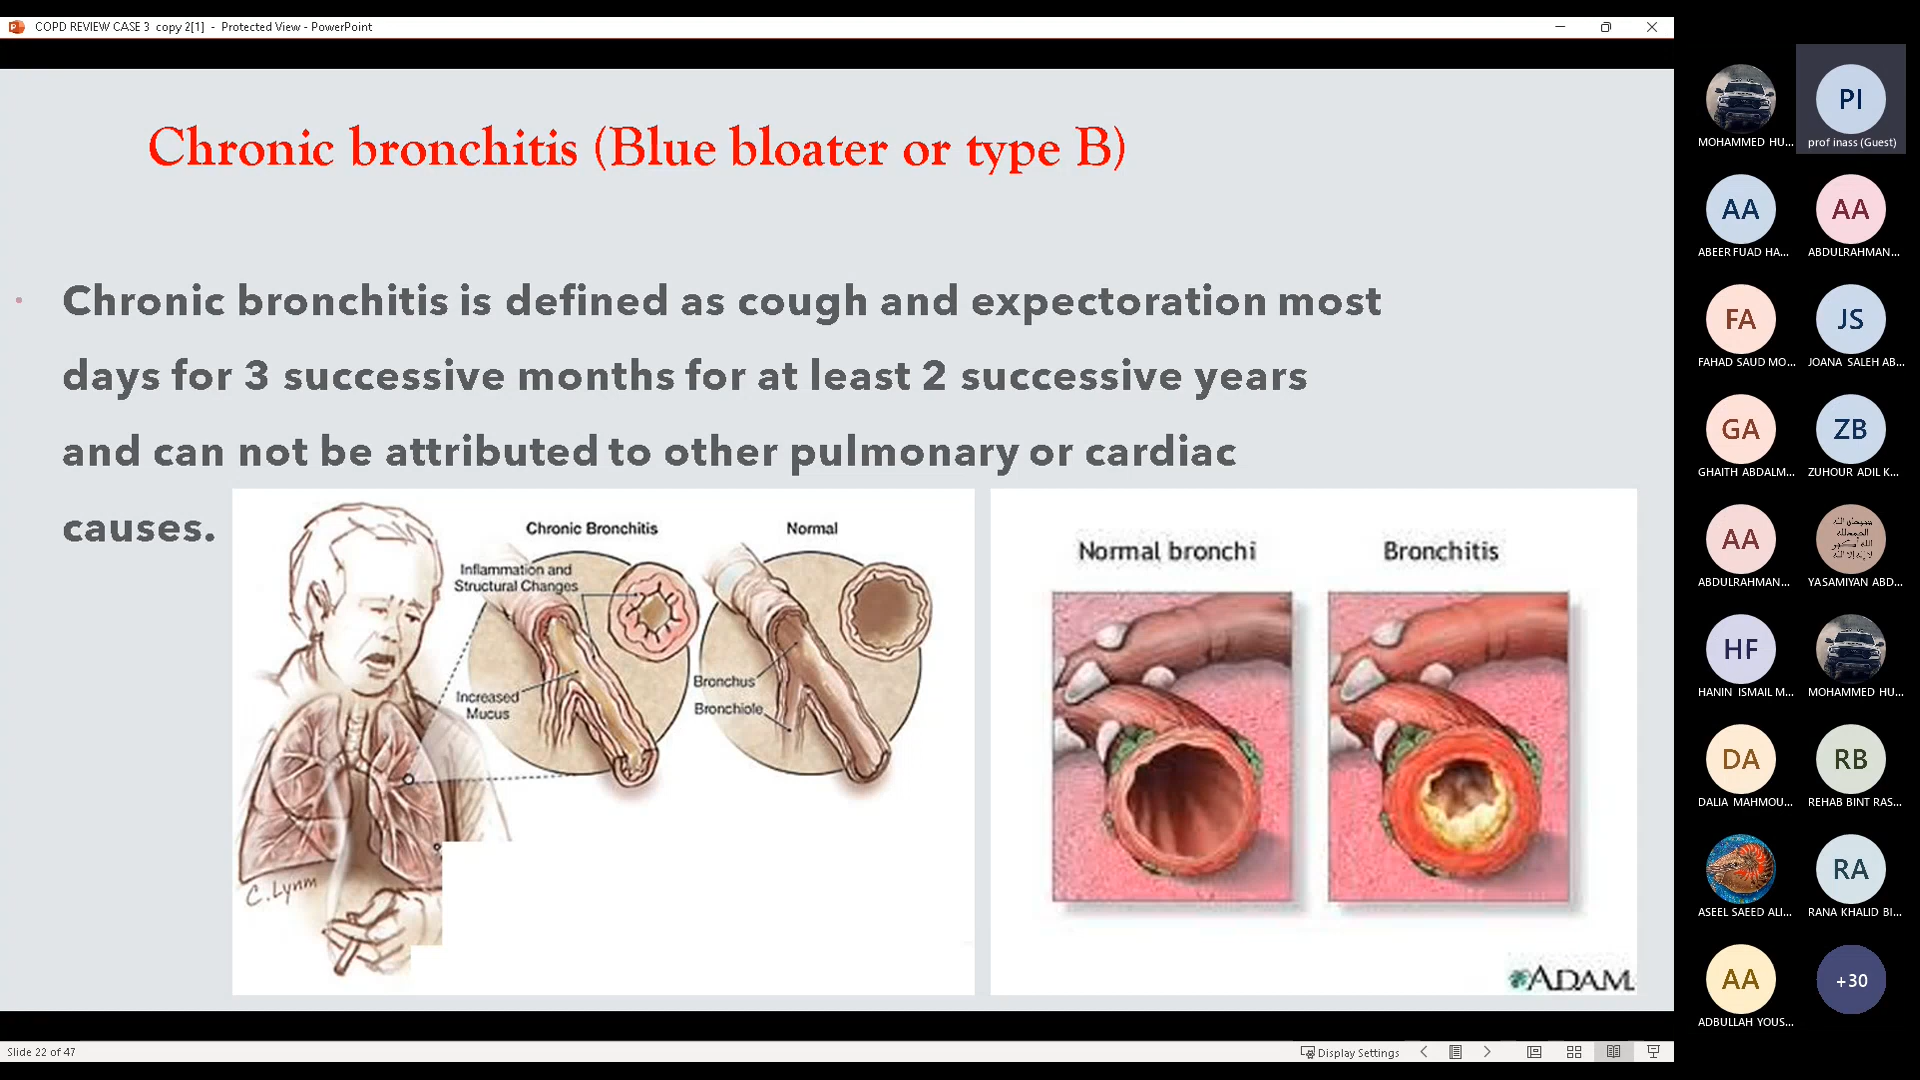 COPD REVIEW CASE 3 copy 2[1] - Protected View - PowerPoint
Chronic bronchitis (Blue bloater or type B)
• Chronic bronchitis is defined as cough and expectoration most
days for 3 successive months for at least 2 successive years
and can not be attributed to other pulmonary or cardiac
causes.
Chronic Bronchitis
Normal
Inflammation and
Structural Changes
Increased
Mucus
Bronchus
Bronchiole
C. Lynm
Normal bronchi
Bronchitis
ADAM.
Slide 22 of 47
Display Settings
MOHAMMED HU...
PI
prof inass (Guest)
AA
ABEER FUAD HA...
AA
ABDULRAHMAN...
FA
FAHAD SAUD MO...
JS
JOANA SALEH AB...
GA
GHAITH ABDALM...
ZB
ZUHOUR ADIL K...
AA
ABDULRAHMAN...
YASAMIYAN ABD...
HF
HANIN ISMAIL M...
MOHAMMED HU...
DA
DALIA MAHMOU...
RB
REHAB BINT RAS...
ASEEL SAEED ALI...
RA
RANA KHALID BI...
AA
ADBULLAH YOUS...
+30